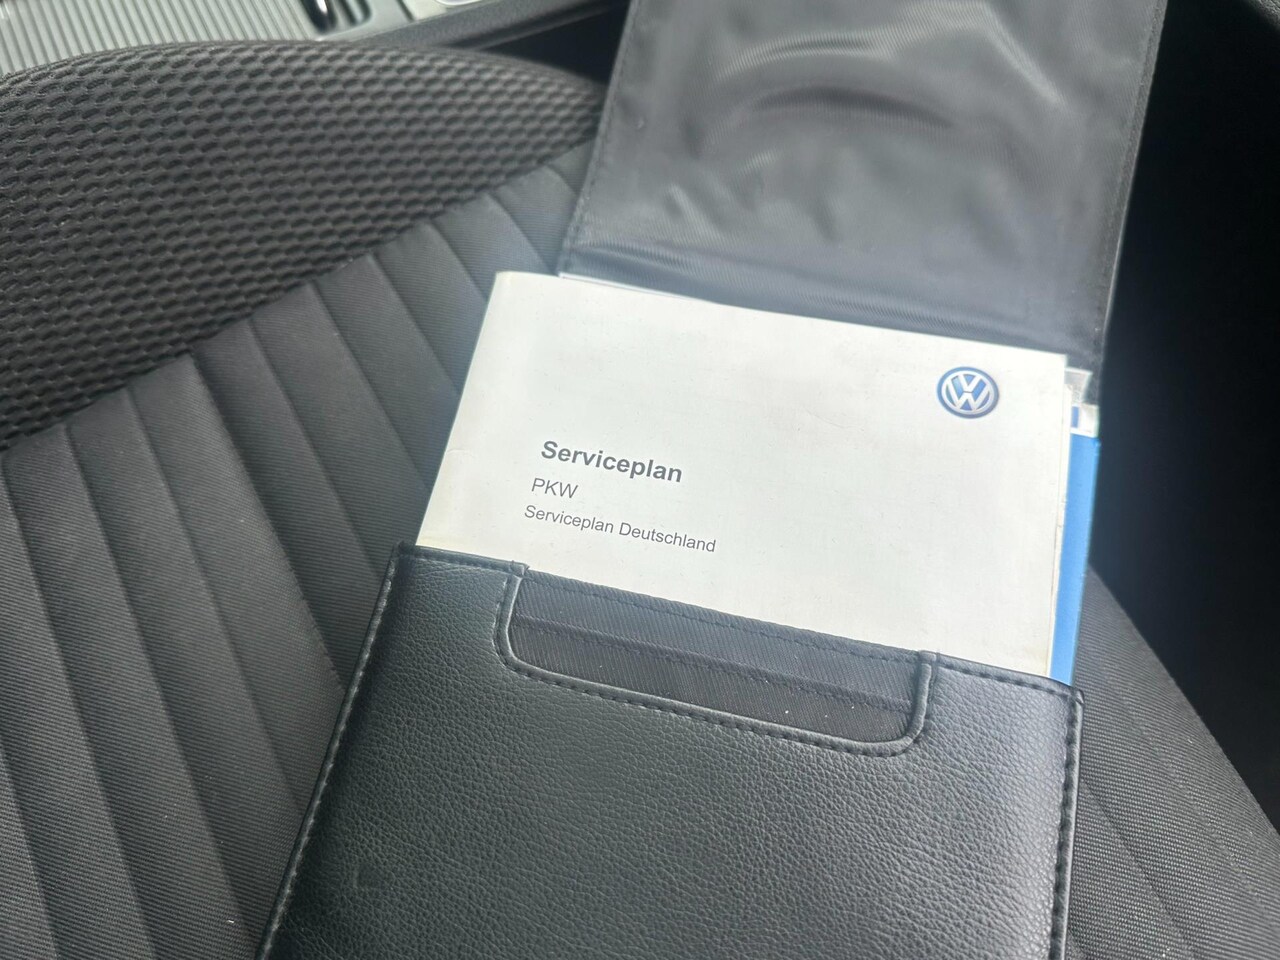 Serviceplan
PKW
Serviceplan Deutschland